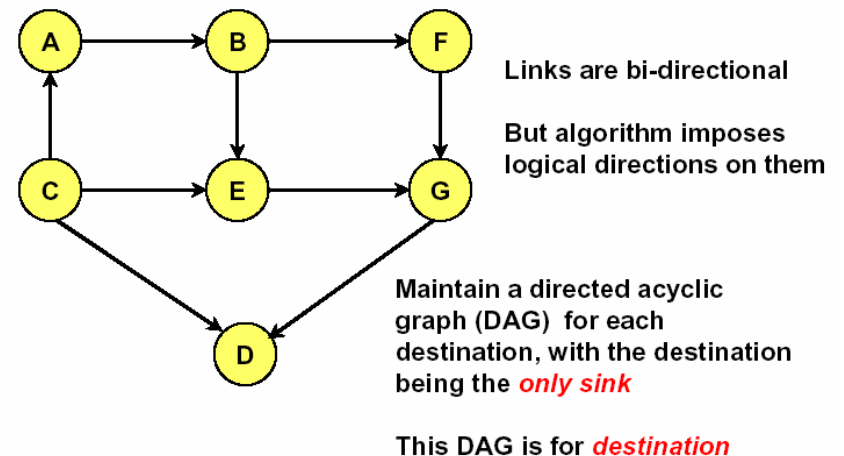 A
B
F
Links are bi-directional
But algorithm imposes
logical directions on them
C
E
G
Maintain a directed acyclic
graph (DAG) for each
destination, with the destination
being the only sink
D
This DAG is for destination